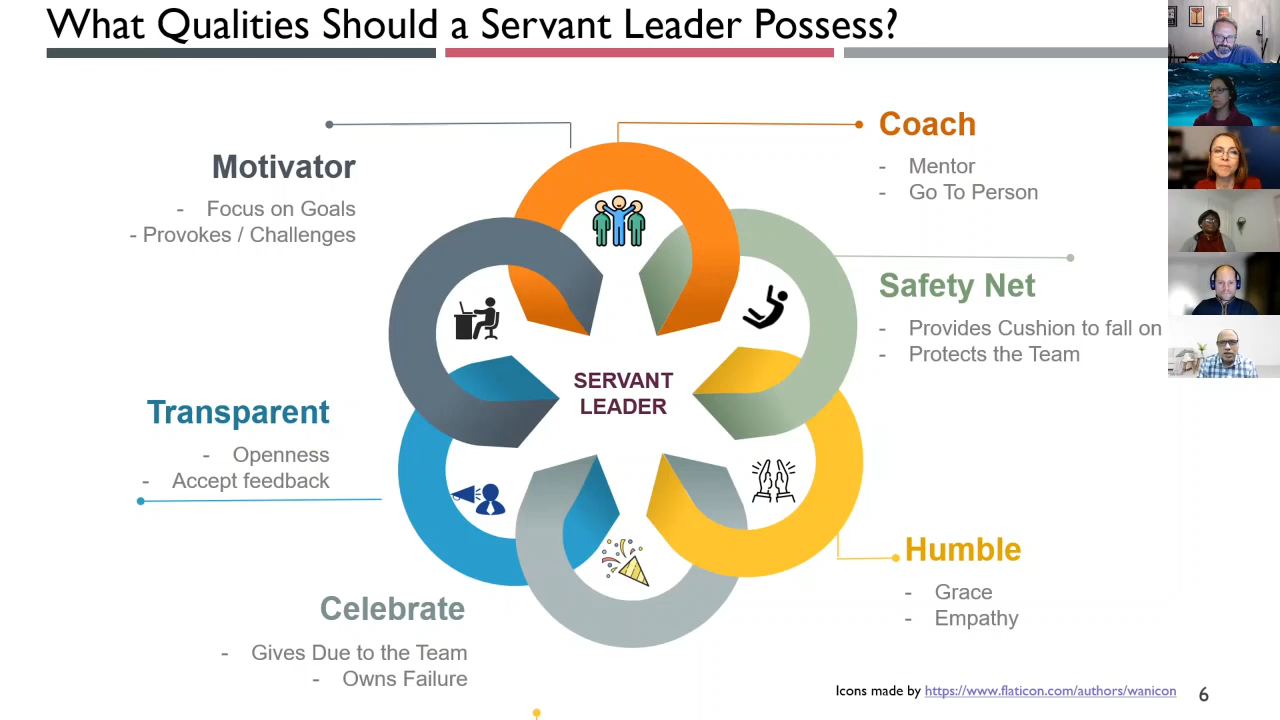 What Qualities Should a Servant Leader Possess?
Motivator
- Focus on Goals
- Provokes / Challenges
Coach
- Mentor
- Go To Person
Safety Net
- Provides Cushion to fall on
- Protects the Team
SERVANT
LEADER
Transparent
- Openness
- Accept feedback
Humble
- Grace
- Empathy
Celebrate
- Gives Due to the Team
- Owns Failure
Icons made by https://www.flaticon.com/authors/wanicon
6